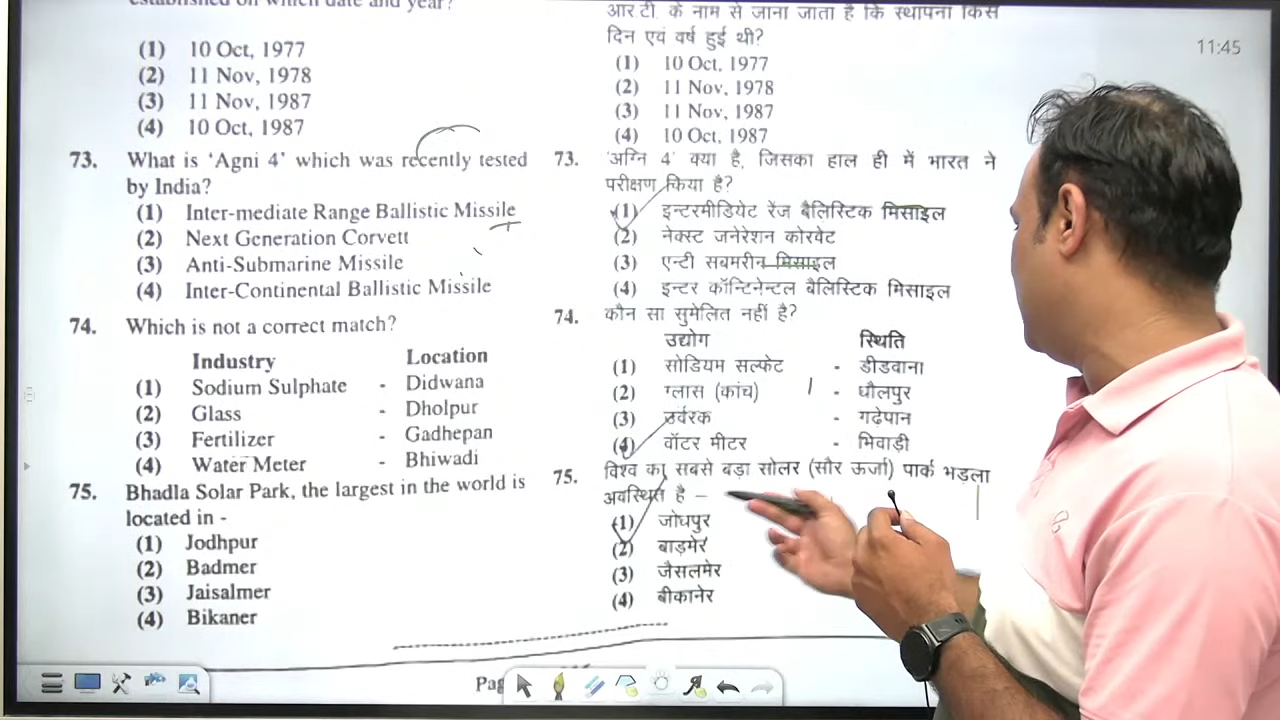 established on which date and year?
(1) 10 Oct, 1977
(2) 11 Nov, 1978
(3) 11 Nov, 1987
(4) 10 Oct, 1987
73. What is ‘Agni 4’ which was recently tested
by India?
(1) Inter-mediate Range Ballistic Missile
(2) Next Generation Corvett
(3) Anti-Submarine Missile
(4) Inter-Continental Ballistic Missile
74. Which is not a correct match?
Industry Location
(1) Sodium Sulphate - Didwana
(2) Glass - Dholpur
(3) Fertilizer - Gadhepan
(4) Water Meter - Bhiwadi
75. Bhadla Solar Park, the largest in the world is
located in -
(1) Jodhpur
(2) Badmer
(3) Jaisalmer
(4) Bikaner
आर.टी. के नाम से जाना जाता है कि स्थापना किस
दिन एवं वर्ष हुई थी?
(1) 10 Oct, 1977
(2) 11 Nov, 1978
(3) 11 Nov, 1987
(4) 10 Oct, 1987
73. 'अग्नि 4' क्या है, जिसका हाल ही में भारत ने
परीक्षण किया है?
(1) इन्टरमीडियेट रेंज बैलिस्टिक मिसाइल
(2) नेक्स्ट जनेरेशन कोरवेट
(3) एन्टी सबमरीन मिसाइल
(4) इन्टर कॉन्टिनेन्टल बैलिस्टिक मिसाइल
74. कौन सा सुमेलित नहीं है?
उद्योग स्थिति
(1) सोडियम सल्फेट - डीडवाना
(2) ग्लास (कांच) - धौलपुर
(3) उर्वरक - गढ़ेपान
(4) वॉटर मीटर - भिवाड़ी
75. विश्व का सबसे बड़ा सोलर (सौर ऊर्जा) पार्क भड़ला
अवस्थित है –
(1) जोधपुर
(2) बाड़मेर
(3) जैसलमेर
(4) बीकानेर
11:45